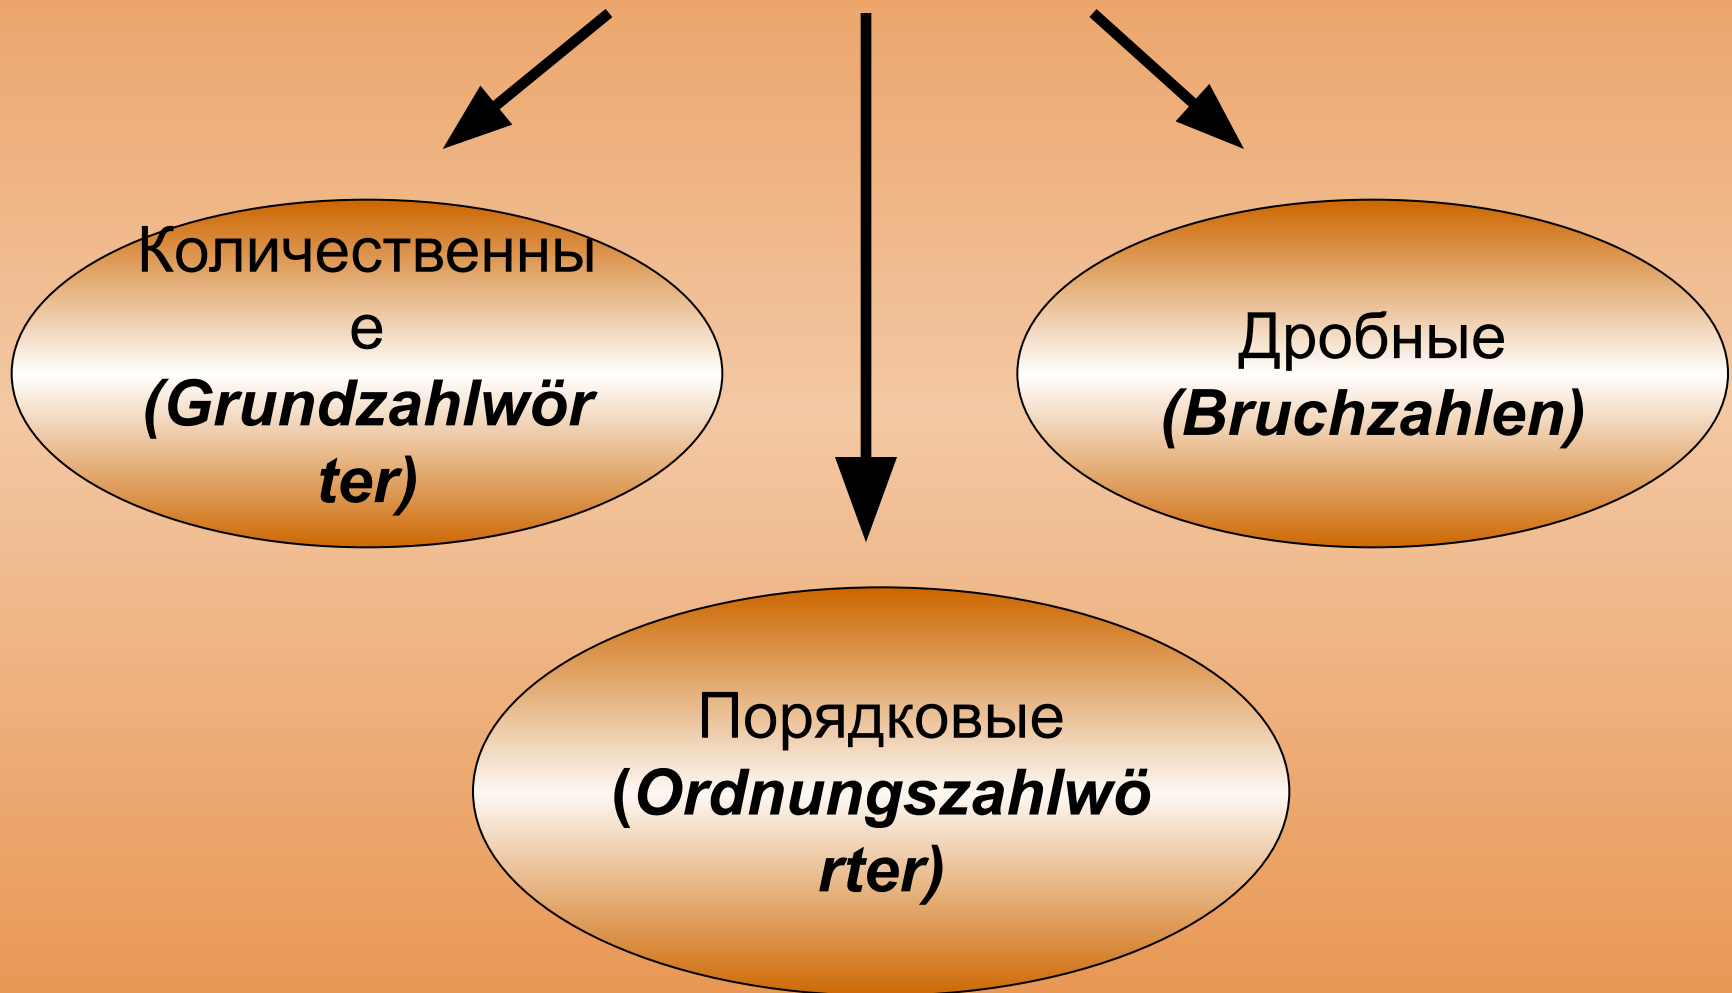 Количественны
е
(Grundzahlwör
ter)
Дробные
(Bruchzahlen)
Порядковые
(Ordnungszahlwö
rter)